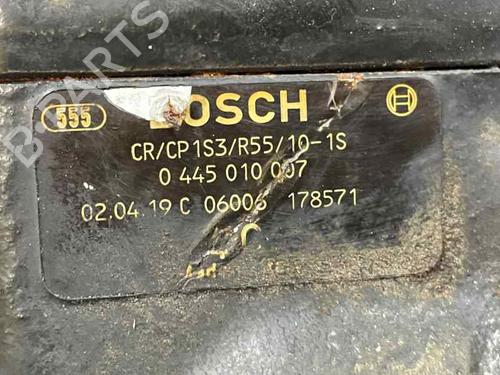 555 BOSCH
CR/CP1S3/R55/10-1S
0 445 010 007
02.04.19 C 06006 178571